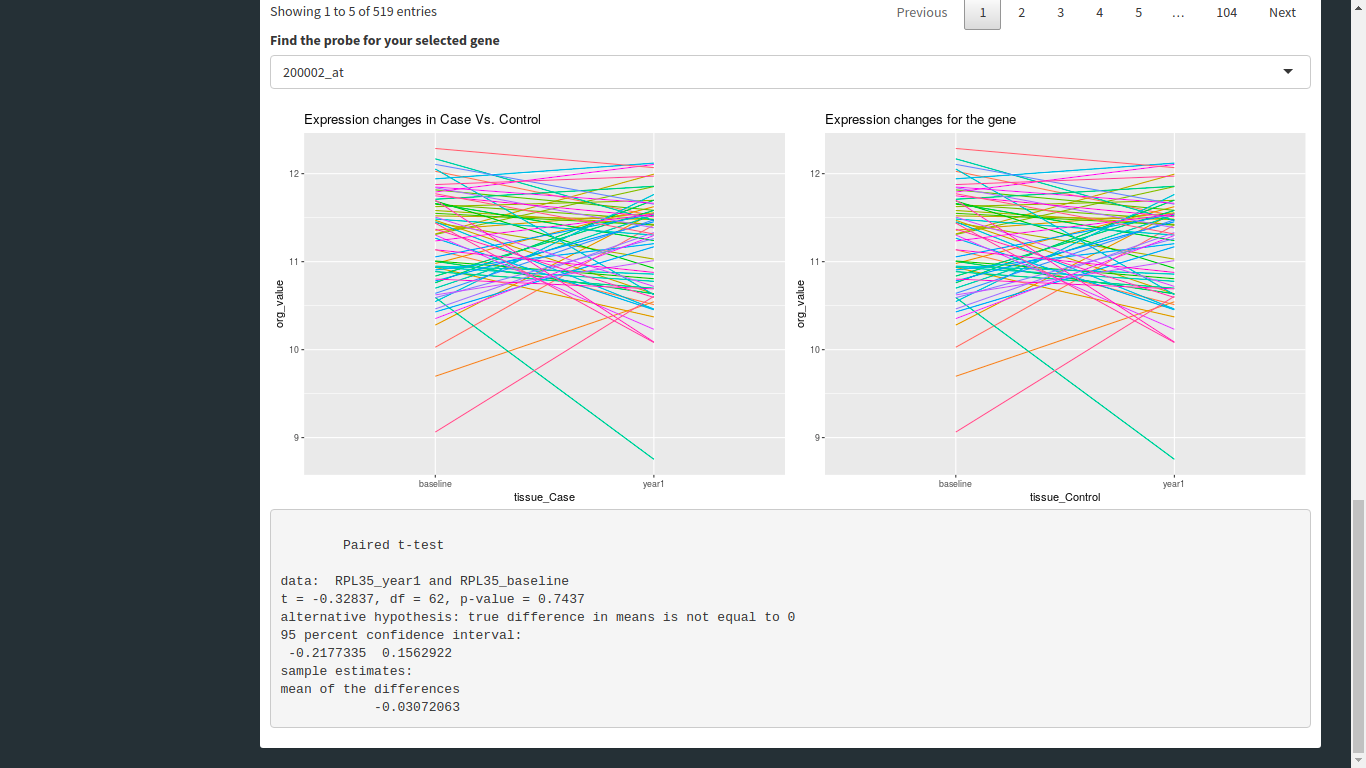 Showing 1 to 5 of 519 entries
Previous 1 2 3 4 5 … 104 Next
Find the probe for your selected gene
200002_at
Expression changes in Case Vs. Control
12
11
10
9
org_value
baseline year1
tissue_Case
Expression changes for the gene
12
11
10
9
org_value
baseline year1
tissue_Control
Paired t-test
data:  RPL35_year1 and RPL35_baseline
t = -0.32837, df = 62, p-value = 0.7437
alternative hypothesis: true difference in means is not equal to 0
95 percent confidence interval:
-0.2177335  0.1562922
sample estimates:
mean of the differences
-0.03072063